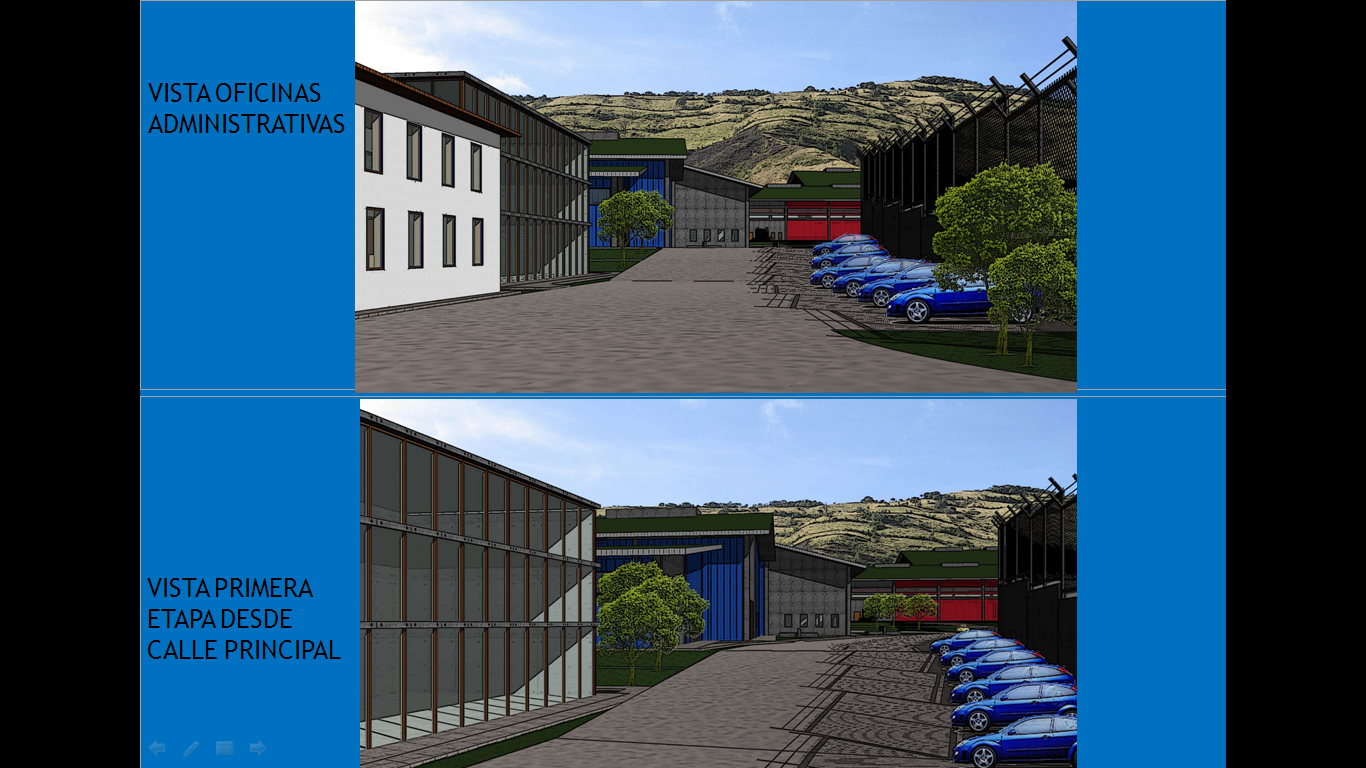 VISTA OFICINAS
ADMINISTRATIVAS
VISTA PRIMERA
ETAPA DESDE
CALLE PRINCIPAL